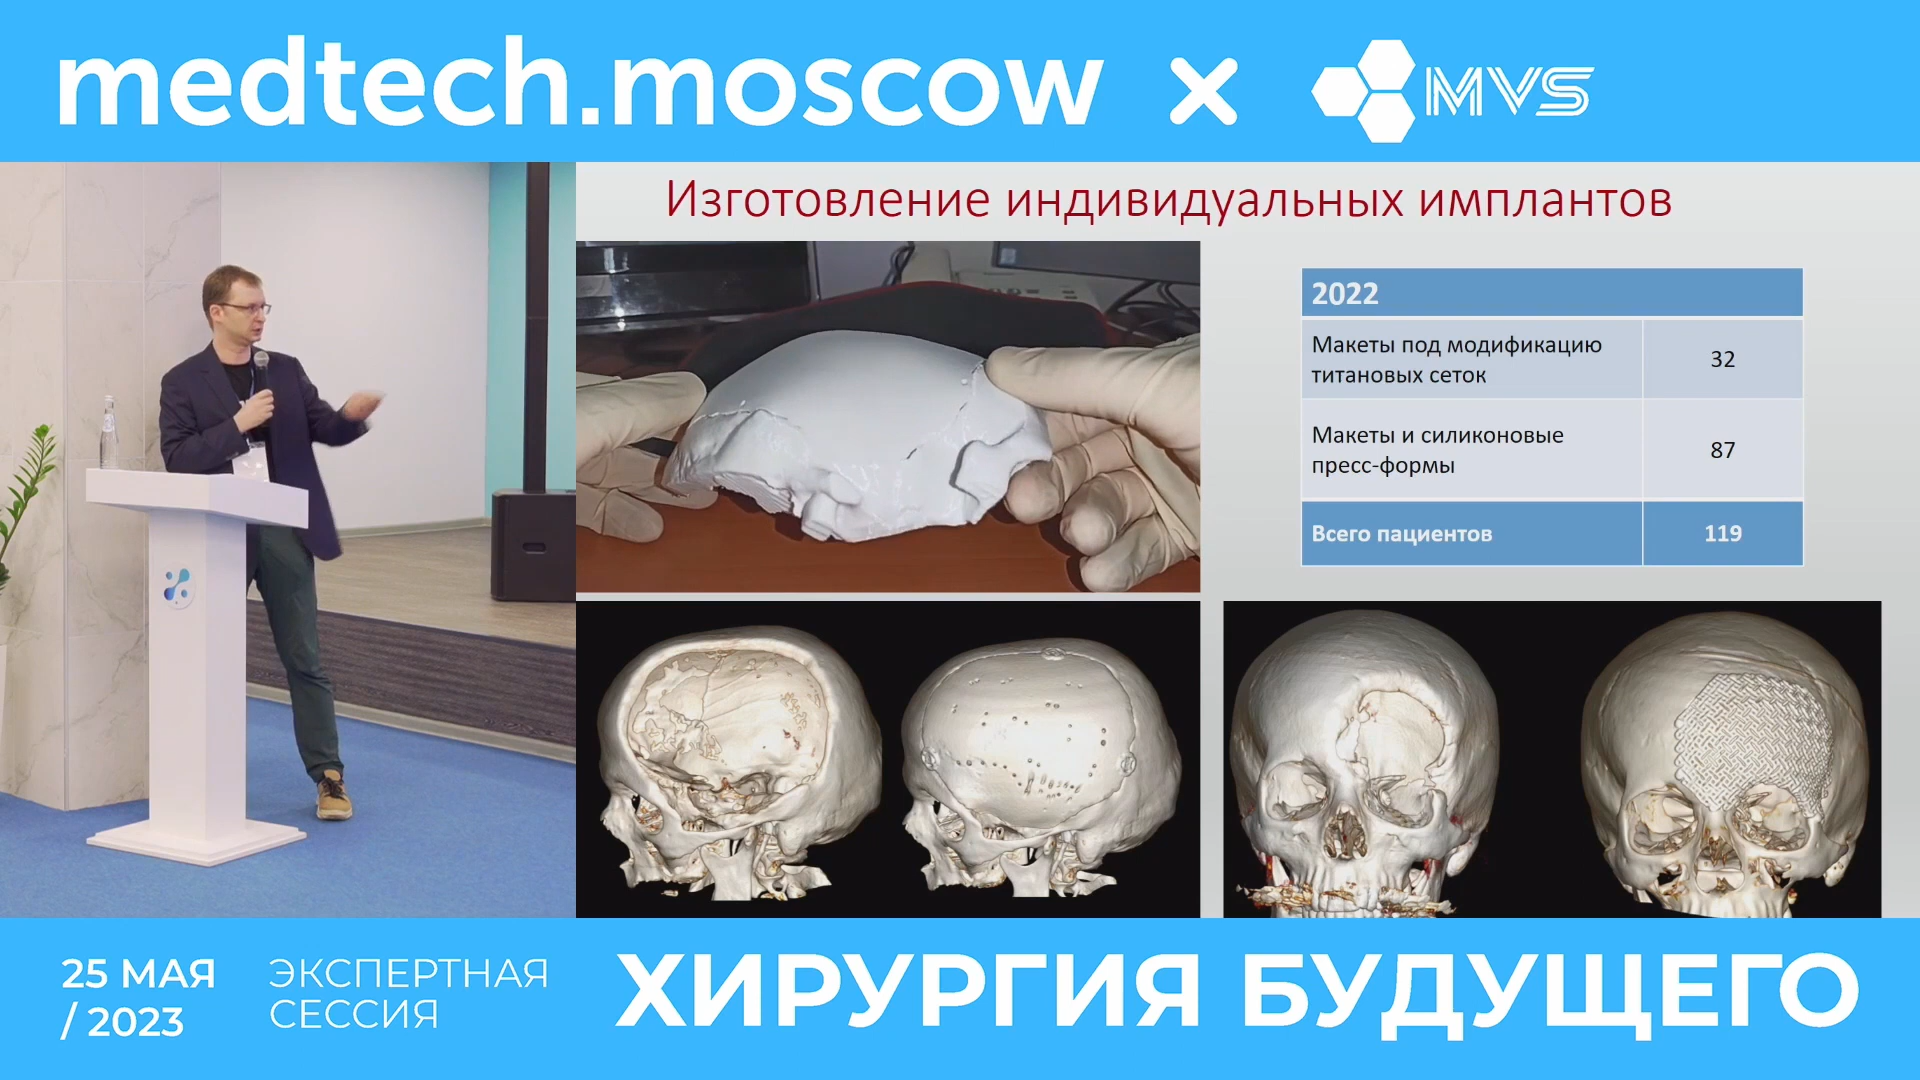 medtech.moscow × MVS
Изготовление индивидуальных имплантов
2022
Макеты под модификацию
титановых сеток
32
Макеты и силиконовые
пресс-формы
87
Всего пациентов
119
25 МАЯ
/ 2023
ЭКСПЕРТНАЯ
СЕССИЯ
ХИРУРГИЯ БУДУЩЕГО